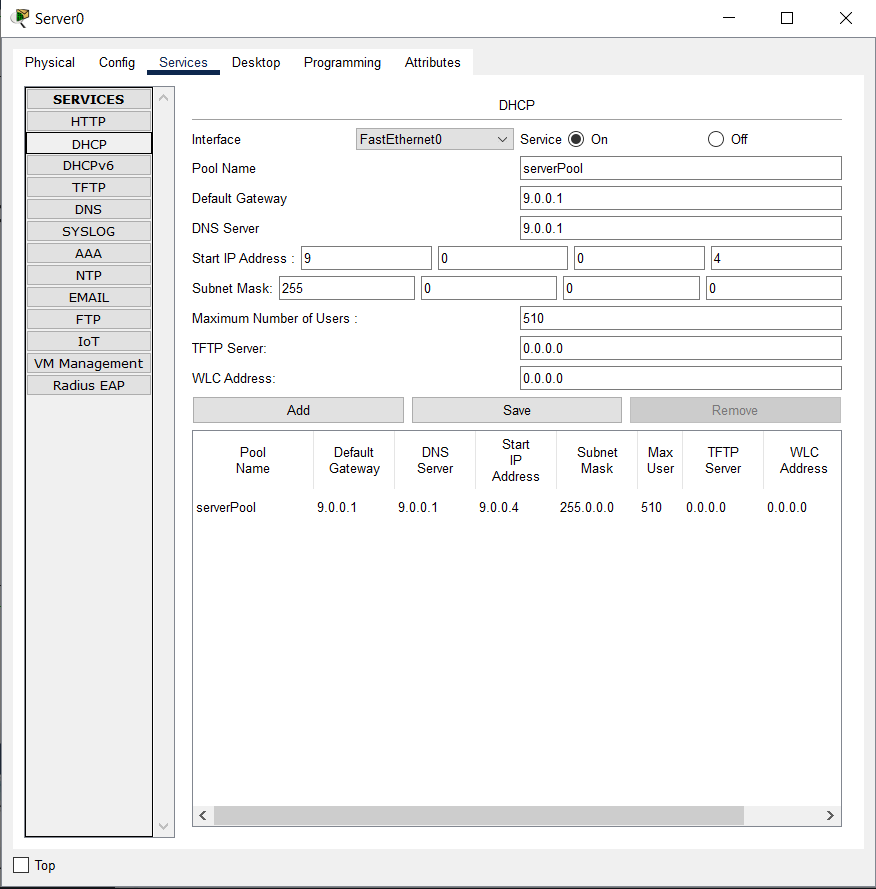 Server0
Physical Config Services Desktop Programming Attributes
SERVICES
HTTP
DHCP
DHCPv6
TFTP
DNS
SYSLOG
AAA
NTP
EMAIL
FTP
IoT
VM Management
Radius EAP
DHCP
Interface FastEthernet0 Service On Off
Pool Name serverPool
Default Gateway 9.0.0.1
DNS Server 9.0.0.1
Start IP Address : 9 0 0 4
Subnet Mask: 255 0 0 0
Maximum Number of Users : 510
TFTP Server: 0.0.0.0
WLC Address: 0.0.0.0
Add Save Remove
Pool Name Default Gateway DNS Server Start IP Address Subnet Mask Max User TFTP Server WLC Address
serverPool 9.0.0.1 9.0.0.1 9.0.0.4 255.0.0.0 510 0.0.0.0 0.0.0.0
Top